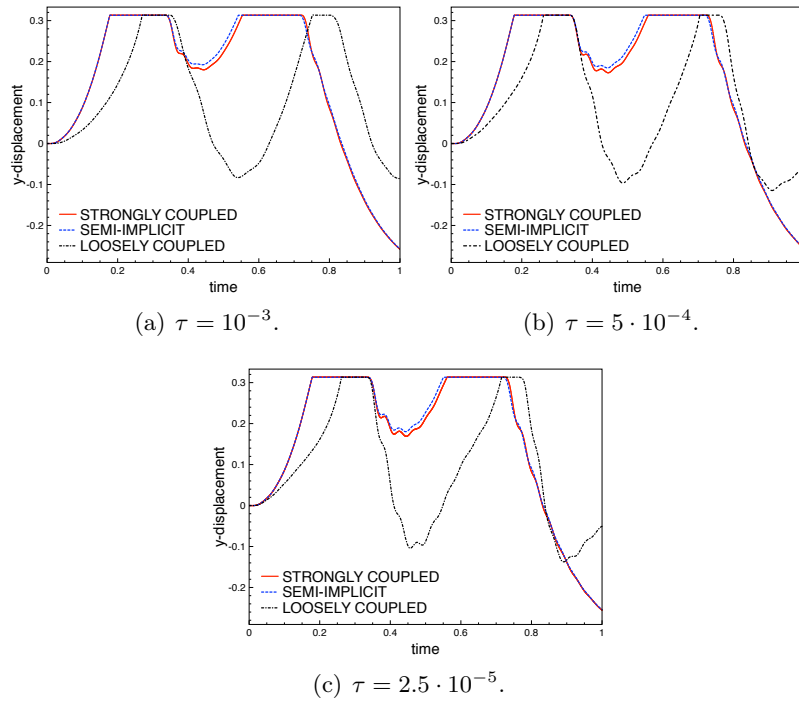 0.3
0.2
0.1
0
-0.1
-0.2
y-displacement
STRONGLY COUPLED
SEMI-IMPLICIT
LOOSELY COUPLED
0 0.2 0.4 0.6 0.8 1
time
(a) τ = 10⁻³.
0.3
0.2
0.1
0
-0.1
-0.2
y-displacement
STRONGLY COUPLED
SEMI-IMPLICIT
LOOSELY COUPLED
0 0.2 0.4 0.6 0.8
time
(b) τ = 5 · 10⁻⁴.
0.3
0.2
0.1
0
-0.1
-0.2
y-displacement
STRONGLY COUPLED
SEMI-IMPLICIT
LOOSELY COUPLED
0 0.2 0.4 0.6 0.8 1
time
(c) τ = 2.5 · 10⁻⁵.